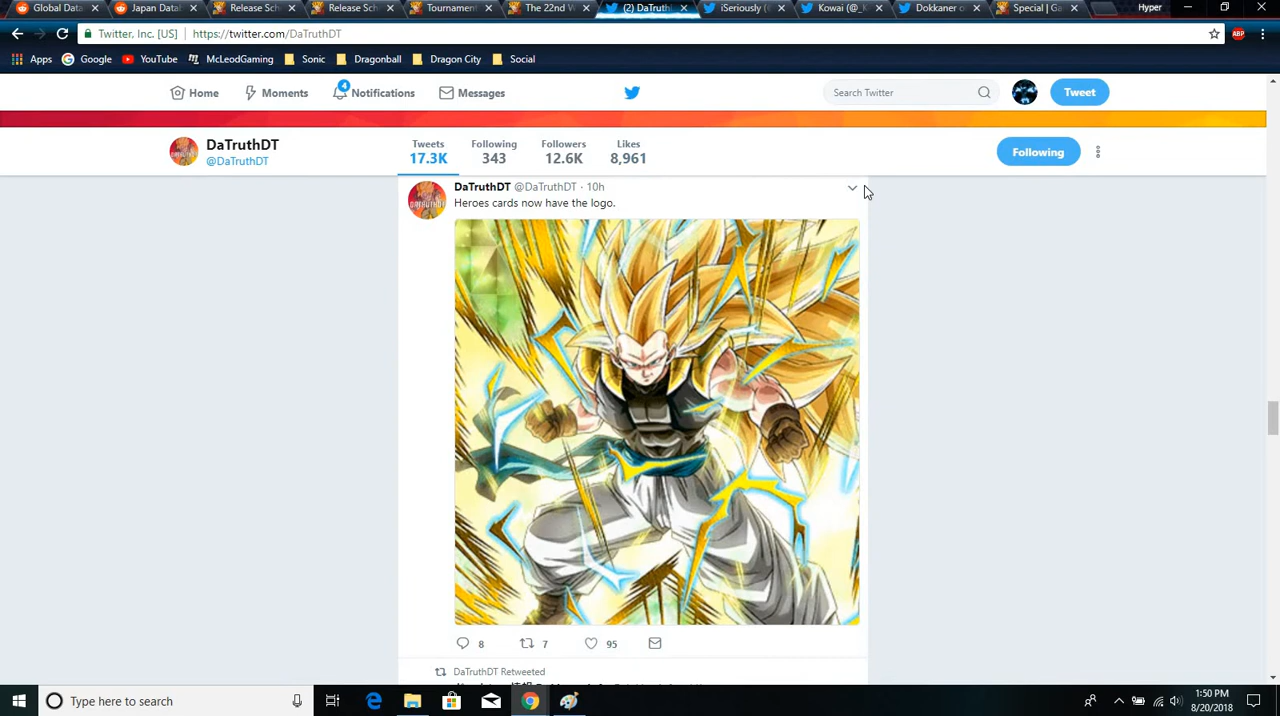 Global Data
Japan Datab
Release Sch
Release Sch
Tournament
The 22nd W
(2) DaTruth
iSeriously (
Kowai (@_
Dokkaner o
Special | Ga
Hyper
Twitter, Inc. [US] https://twitter.com/DaTruthDT
ABP
Apps Google YouTube McLeodGaming Sonic Dragonball Dragon City Social
Home Moments 4 Notifications Messages Search Twitter Tweet
DaTruthDT
@DaTruthDT
Tweets 17.3K
Following 343
Followers 12.6K
Likes 8,961
Following
DaTruthDT @DaTruthDT · 10h
Heroes cards now have the logo.
8 7 95
DaTruthDT Retweeted
Type here to search
1:50 PM
8/20/2018